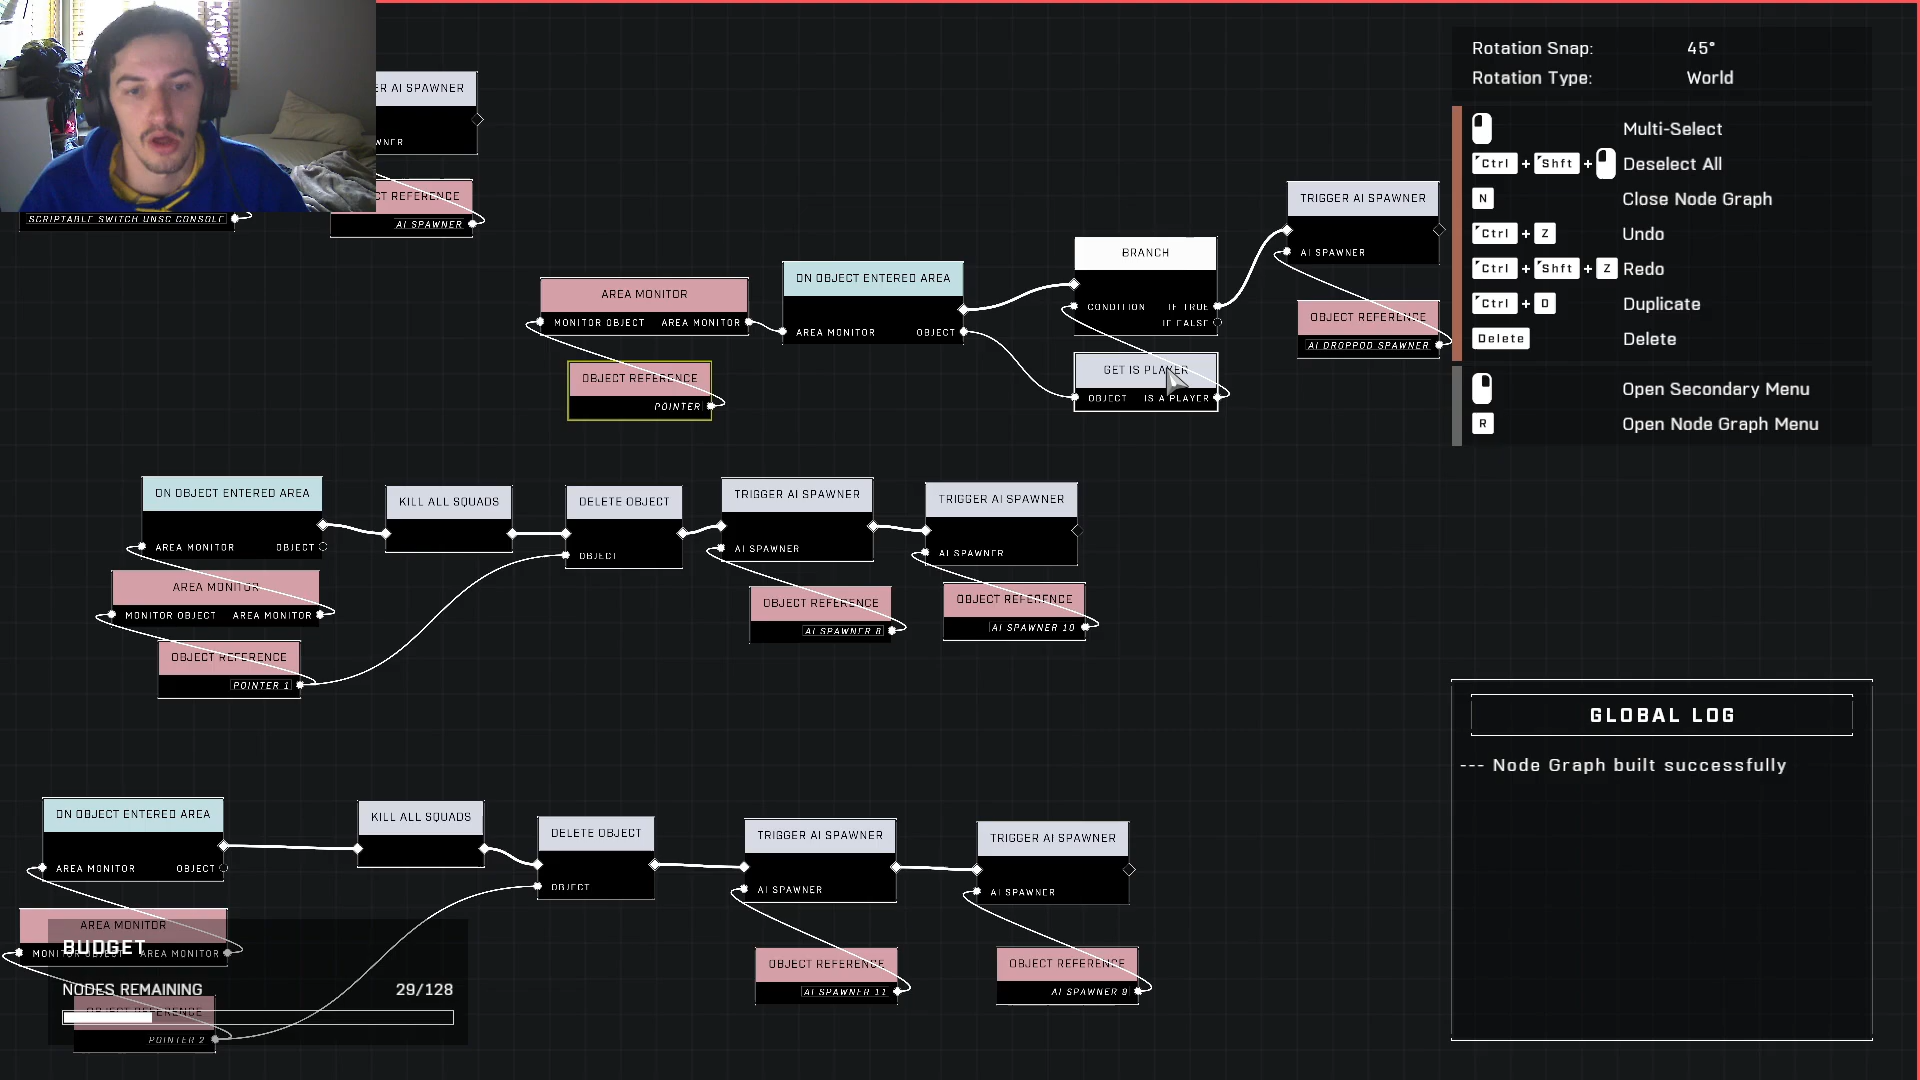 ER AI SPAWNER
WNER
CT REFERENCE
SCRIPTABLE SWITCH UNSC CONSOLE
AI SPAWNER
Rotation Snap: 45°
Rotation Type: World
Multi-Select
Ctrl + Shft + Deselect All
N Close Node Graph
Ctrl + Z Undo
Ctrl + Shft + Z Redo
Ctrl + D Duplicate
Delete Delete
Open Secondary Menu
R Open Node Graph Menu
AREA MONITOR
MONITOR OBJECT AREA MONITOR
OBJECT REFERENCE
POINTER
ON OBJECT ENTERED AREA
AREA MONITOR OBJECT
BRANCH
CONDITION IF TRUE
IF FALSE
GET IS PLAYER
OBJECT IS A PLAYER
TRIGGER AI SPAWNER
AI SPAWNER
OBJECT REFERENCE
AI DROPPOD SPAWNER
ON OBJECT ENTERED AREA
AREA MONITOR OBJECT
AREA MONITOR
MONITOR OBJECT AREA MONITOR
OBJECT REFERENCE
POINTER 1
KILL ALL SQUADS
DELETE OBJECT
OBJECT
TRIGGER AI SPAWNER
AI SPAWNER
OBJECT REFERENCE
AI SPAWNER 8
TRIGGER AI SPAWNER
AI SPAWNER
OBJECT REFERENCE
AI SPAWNER 10
ON OBJECT ENTERED AREA
AREA MONITOR OBJECT
AREA MONITOR
MONITOR OBJECT AREA MONITOR
OBJECT REFERENCE
POINTER 2
KILL ALL SQUADS
DELETE OBJECT
OBJECT
TRIGGER AI SPAWNER
AI SPAWNER
OBJECT REFERENCE
AI SPAWNER 11
TRIGGER AI SPAWNER
AI SPAWNER
OBJECT REFERENCE
AI SPAWNER 9
BUDGET
NODES REMAINING 29/128
GLOBAL LOG
--- Node Graph built successfully